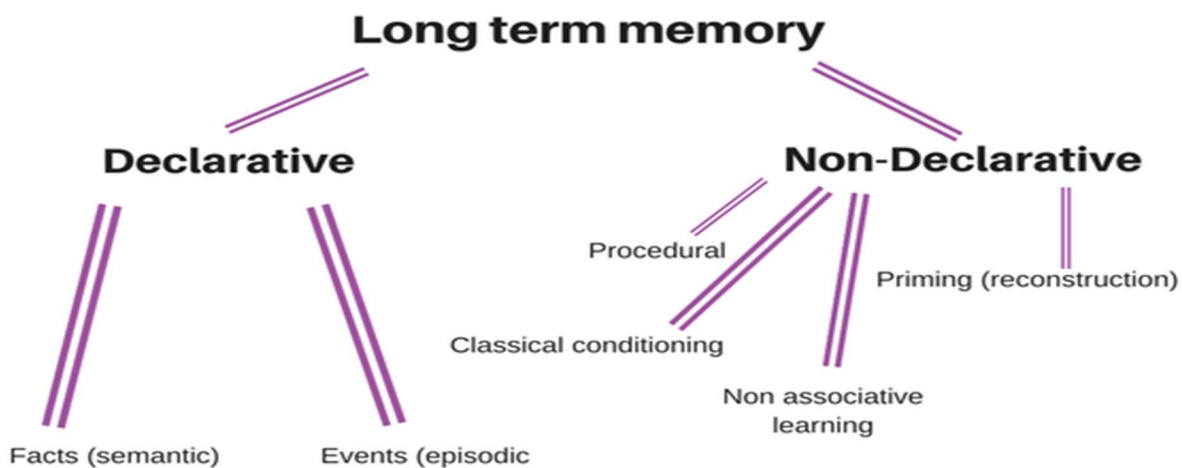 Long term memory
Declarative
Non-Declarative
Procedural
Priming (reconstruction)
Classical conditioning
Non associative
learning
Facts (semantic)
Events (episodic